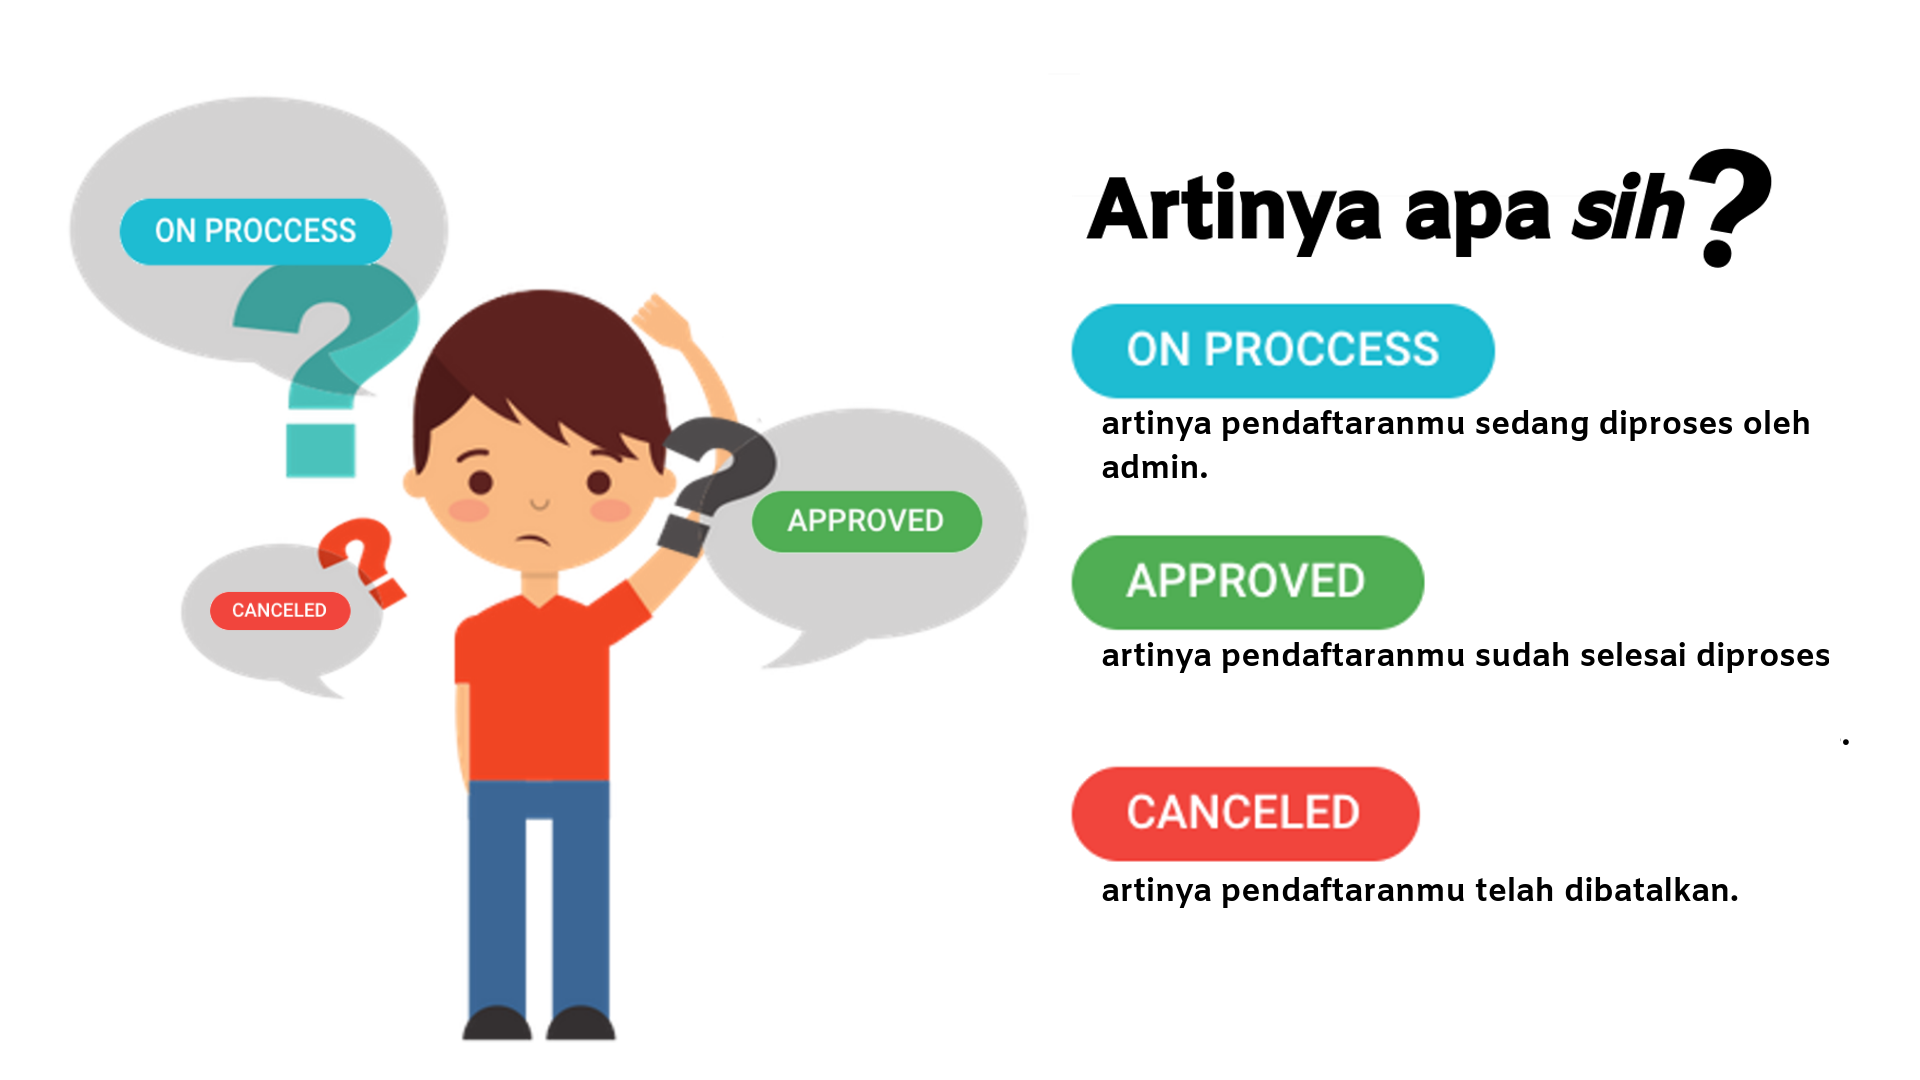 ON PROCCESS
?
?
APPROVED
?
CANCELED
Artinya apa sih?
ON PROCCESS
artinya pendaftaranmu sedang diproses oleh
admin.
APPROVED
artinya pendaftaranmu sudah selesai diproses
.
CANCELED
artinya pendaftaranmu telah dibatalkan.